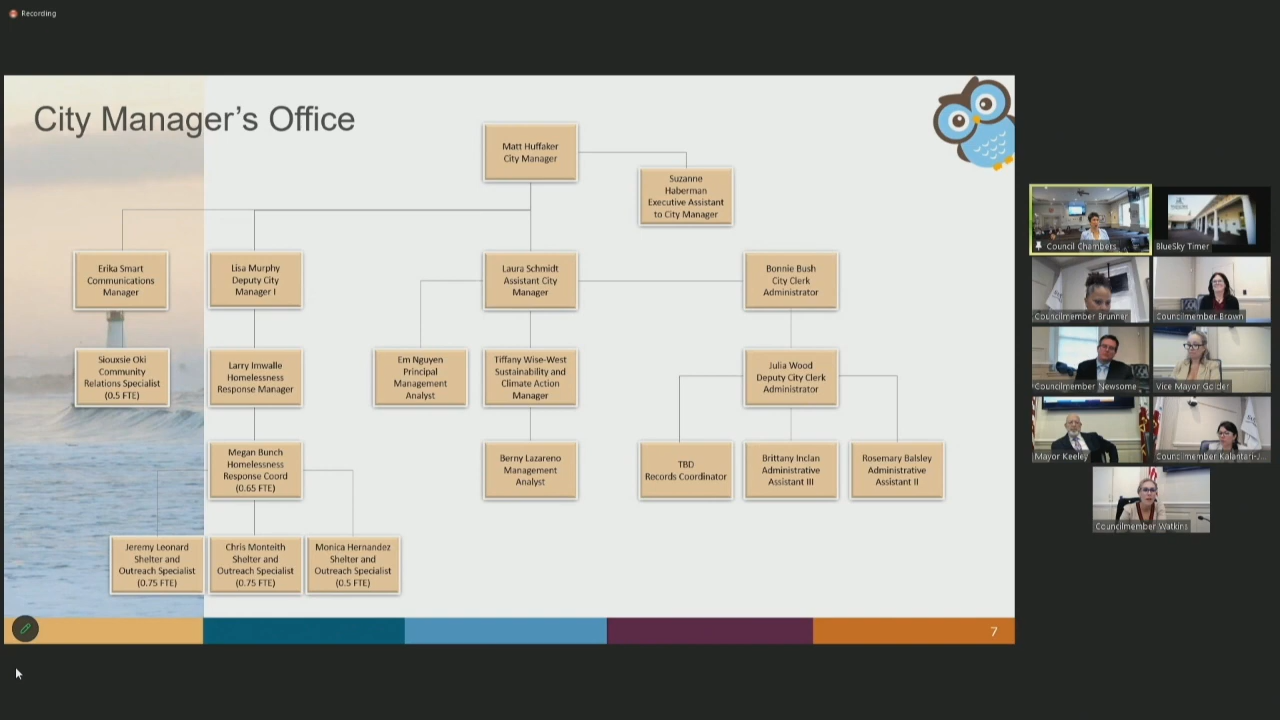 Recording
City Manager's Office
Matt Huffaker
City Manager
Suzanne
Haberman
Executive Assistant
to City Manager
Erika Smart
Communications
Manager
Lisa Murphy
Deputy City
Manager I
Laura Schmidt
Assistant City
Manager
Bonnie Bush
City Clerk
Administrator
Siouxsie Oki
Community
Relations Specialist
(0.5 FTE)
Larry Imwalle
Homelessness
Response Manager
Em Nguyen
Principal
Management
Analyst
Tiffany Wise-West
Sustainability and
Climate Action
Manager
Julia Wood
Deputy City Clerk
Administrator
Megan Bunch
Homelessness
Response Coord
(0.65 FTE)
Berny Lazareno
Management
Analyst
TBD
Records Coordinator
Brittany Inclan
Administrative
Assistant III
Rosemary Balsley
Administrative
Assistant II
Jeremy Leonard
Shelter and
Outreach Specialist
(0.75 FTE)
Chris Monteith
Shelter and
Outreach Specialist
(0.75 FTE)
Monica Hernandez
Shelter and
Outreach Specialist
(0.5 FTE)
7
Council Chambers
BlueSky Timer
Councilmember Brunner
Councilmember Brown
Councilmember Newsome
Vice Mayor Golder
Mayor Keeley
Councilmember Kalantari-J...
Councilmember Watkins